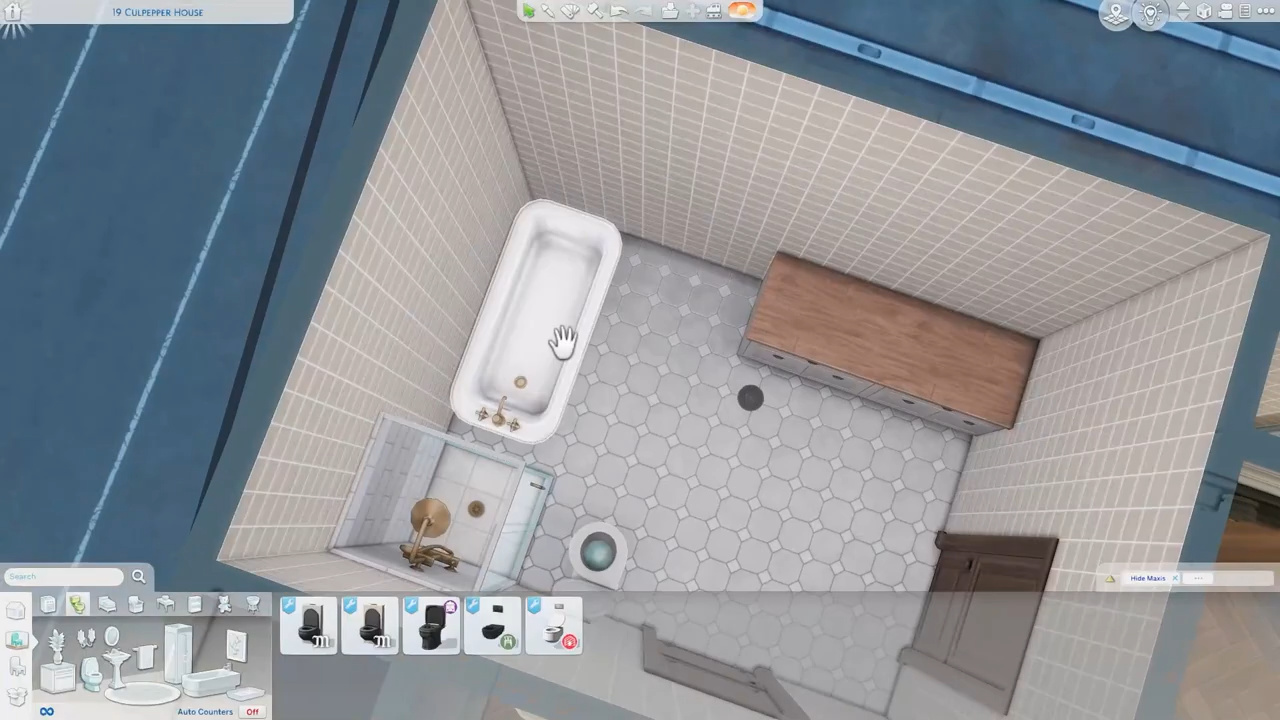 19 Culpepper House
Search
Hide Maxis ×
m
m
Auto Counters Off